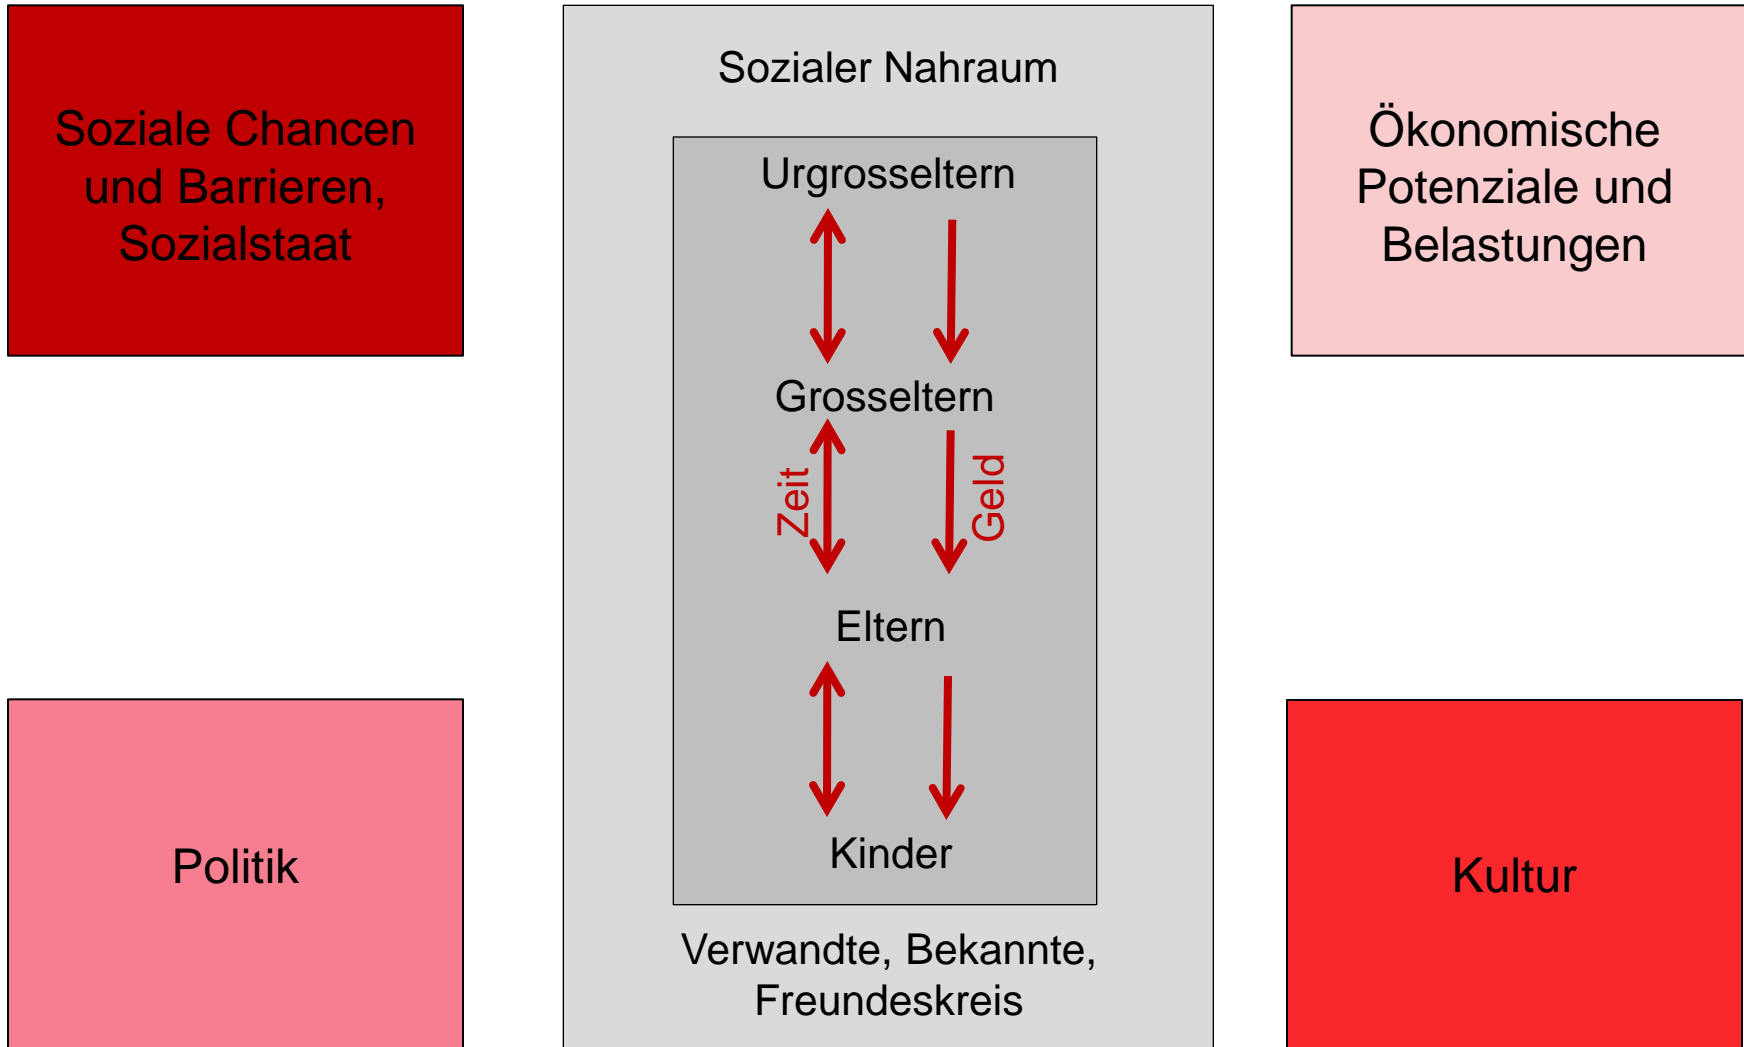 Soziale Chancen
und Barrieren,
Sozialstaat
Sozialer Nahraum
Urgrosseltern
Grosseltern
Zeit
Geld
Eltern
Kinder
Verwandte, Bekannte,
Freundeskreis
Ökonomische
Potenziale und
Belastungen
Politik
Kultur